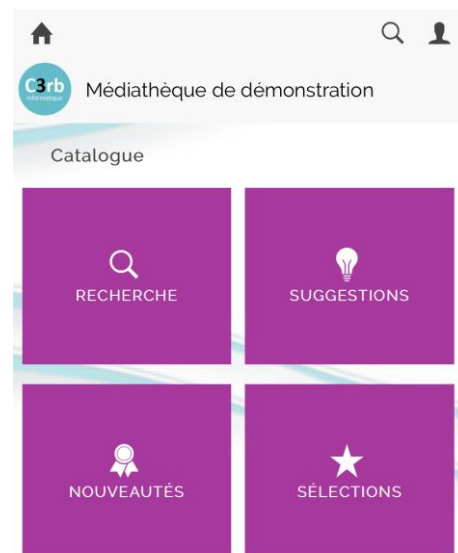 C3rb
Informatique
Médiathèque de démonstration
Catalogue
RECHERCHE
SUGGESTIONS
NOUVEAUTÉS
SÉLECTIONS